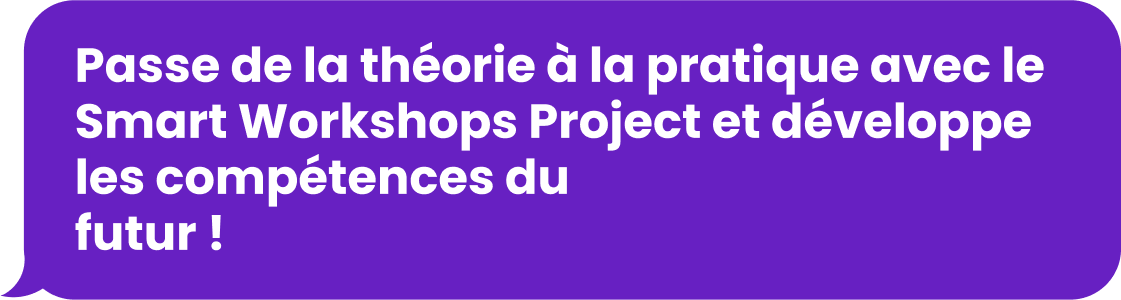 Passe de la théorie à la pratique avec le
Smart Workshops Project et développe
les compétences du
futur !